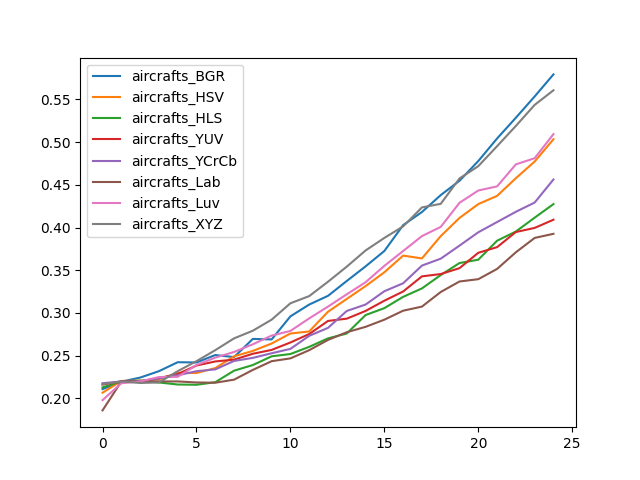 aircrafts_BGR
aircrafts_HSV
aircrafts_HLS
aircrafts_YUV
aircrafts_YCrCb
aircrafts_Lab
aircrafts_Luv
aircrafts_XYZ
0.55
0.50
0.45
0.40
0.35
0.30
0.25
0.20
0 5 10 15 20 25